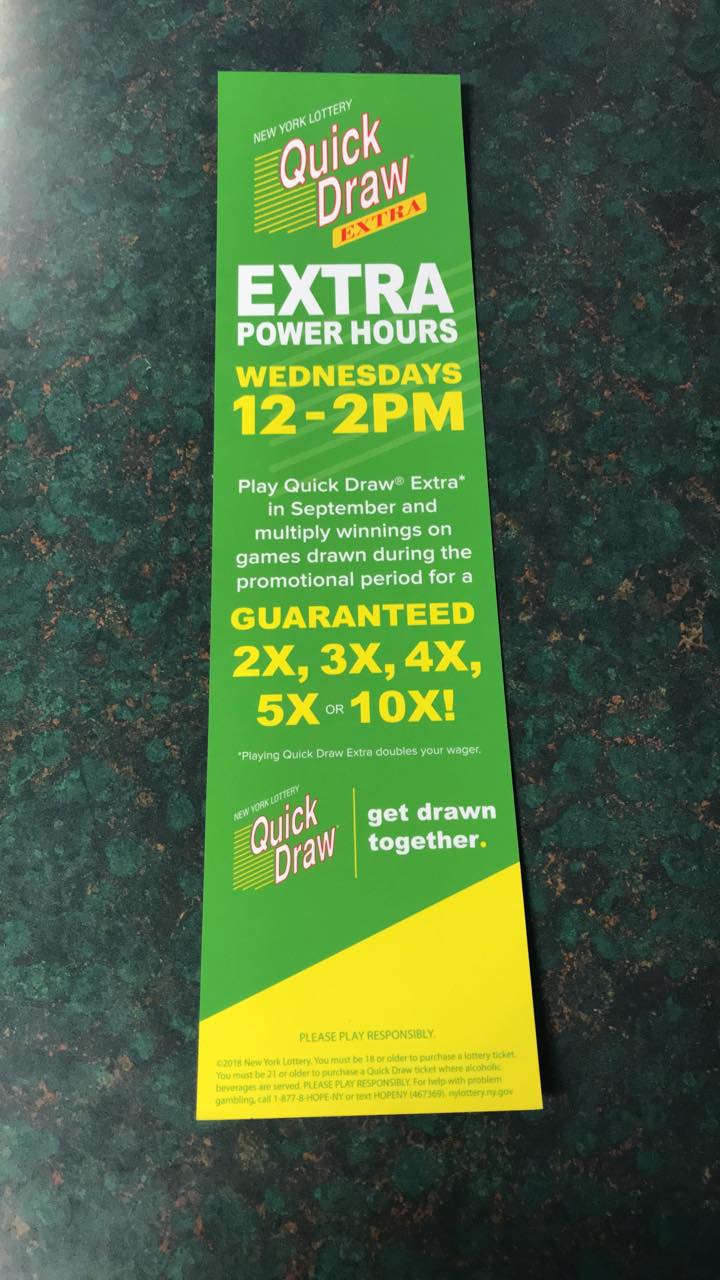 NEW YORK LOTTERY
Quick
Draw®
EXTRA
EXTRA
POWER HOURS
WEDNESDAYS
12-2PM
Play Quick Draw® Extra*
in September and
multiply winnings on
games drawn during the
promotional period for a
GUARANTEED
2X, 3X, 4X,
5X OR 10X!
*Playing Quick Draw Extra doubles your wager.
NEW YORK LOTTERY
Quick
Draw
get drawn
together.
PLEASE PLAY RESPONSIBLY.
©2018 New York Lottery. You must be 18 or older to purchase a lottery ticket.
You must be 21 or older to purchase a Quick Draw ticket where alcoholic
beverages are served. PLEASE PLAY RESPONSIBLY. For help with problem
gambling, call 1-877-8-HOPE-NY or text HOPENY (467369). nylottery.ny.gov